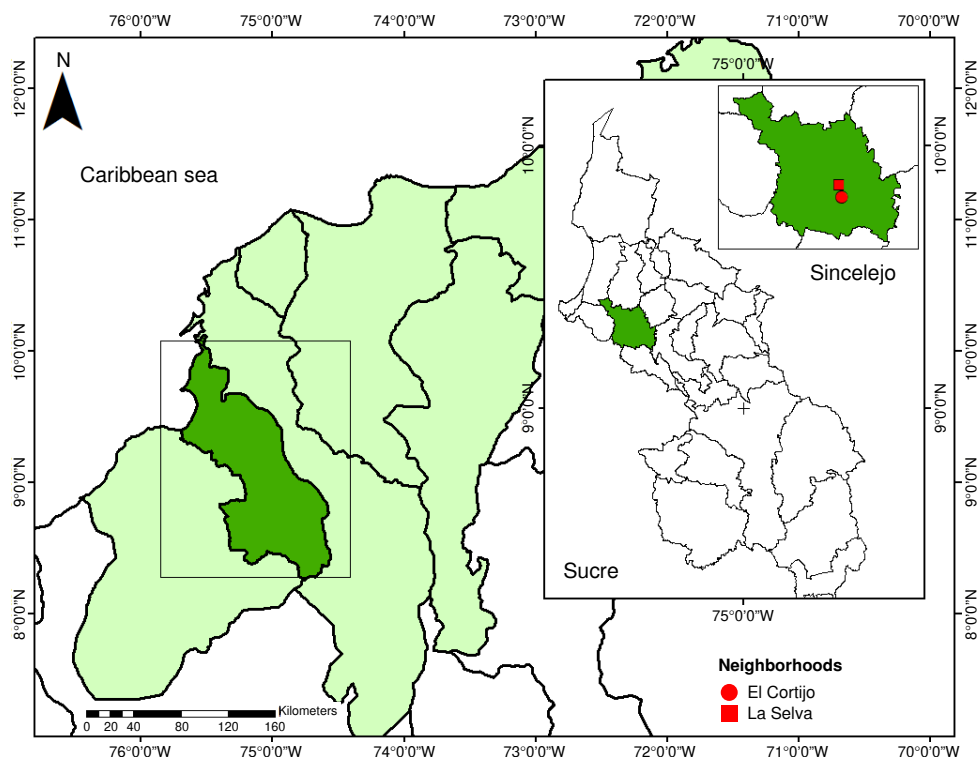 76°0'0"W 75°0'0"W 74°0'0"W 73°0'0"W 72°0'0"W 71°0'0"W 70°0'0"W
N
75°0'0"W
12°0'0"N
12°0'0"N
10°0'0"N
10°0'0"N
Caribbean sea
11°0'0"N
11°0'0"N
Sincelejo
10°0'0"N
10°0'0"N
9°0'0"N
9°0'0"N
9°0'0"N
9°0'0"N
Sucre
8°0'0"N
8°0'0"N
75°0'0"W
Neighborhoods
El Cortijo
La Selva
Kilometers
0 20 40 80 120 160
76°0'0"W 75°0'0"W 74°0'0"W 73°0'0"W 72°0'0"W 71°0'0"W 70°0'0"W